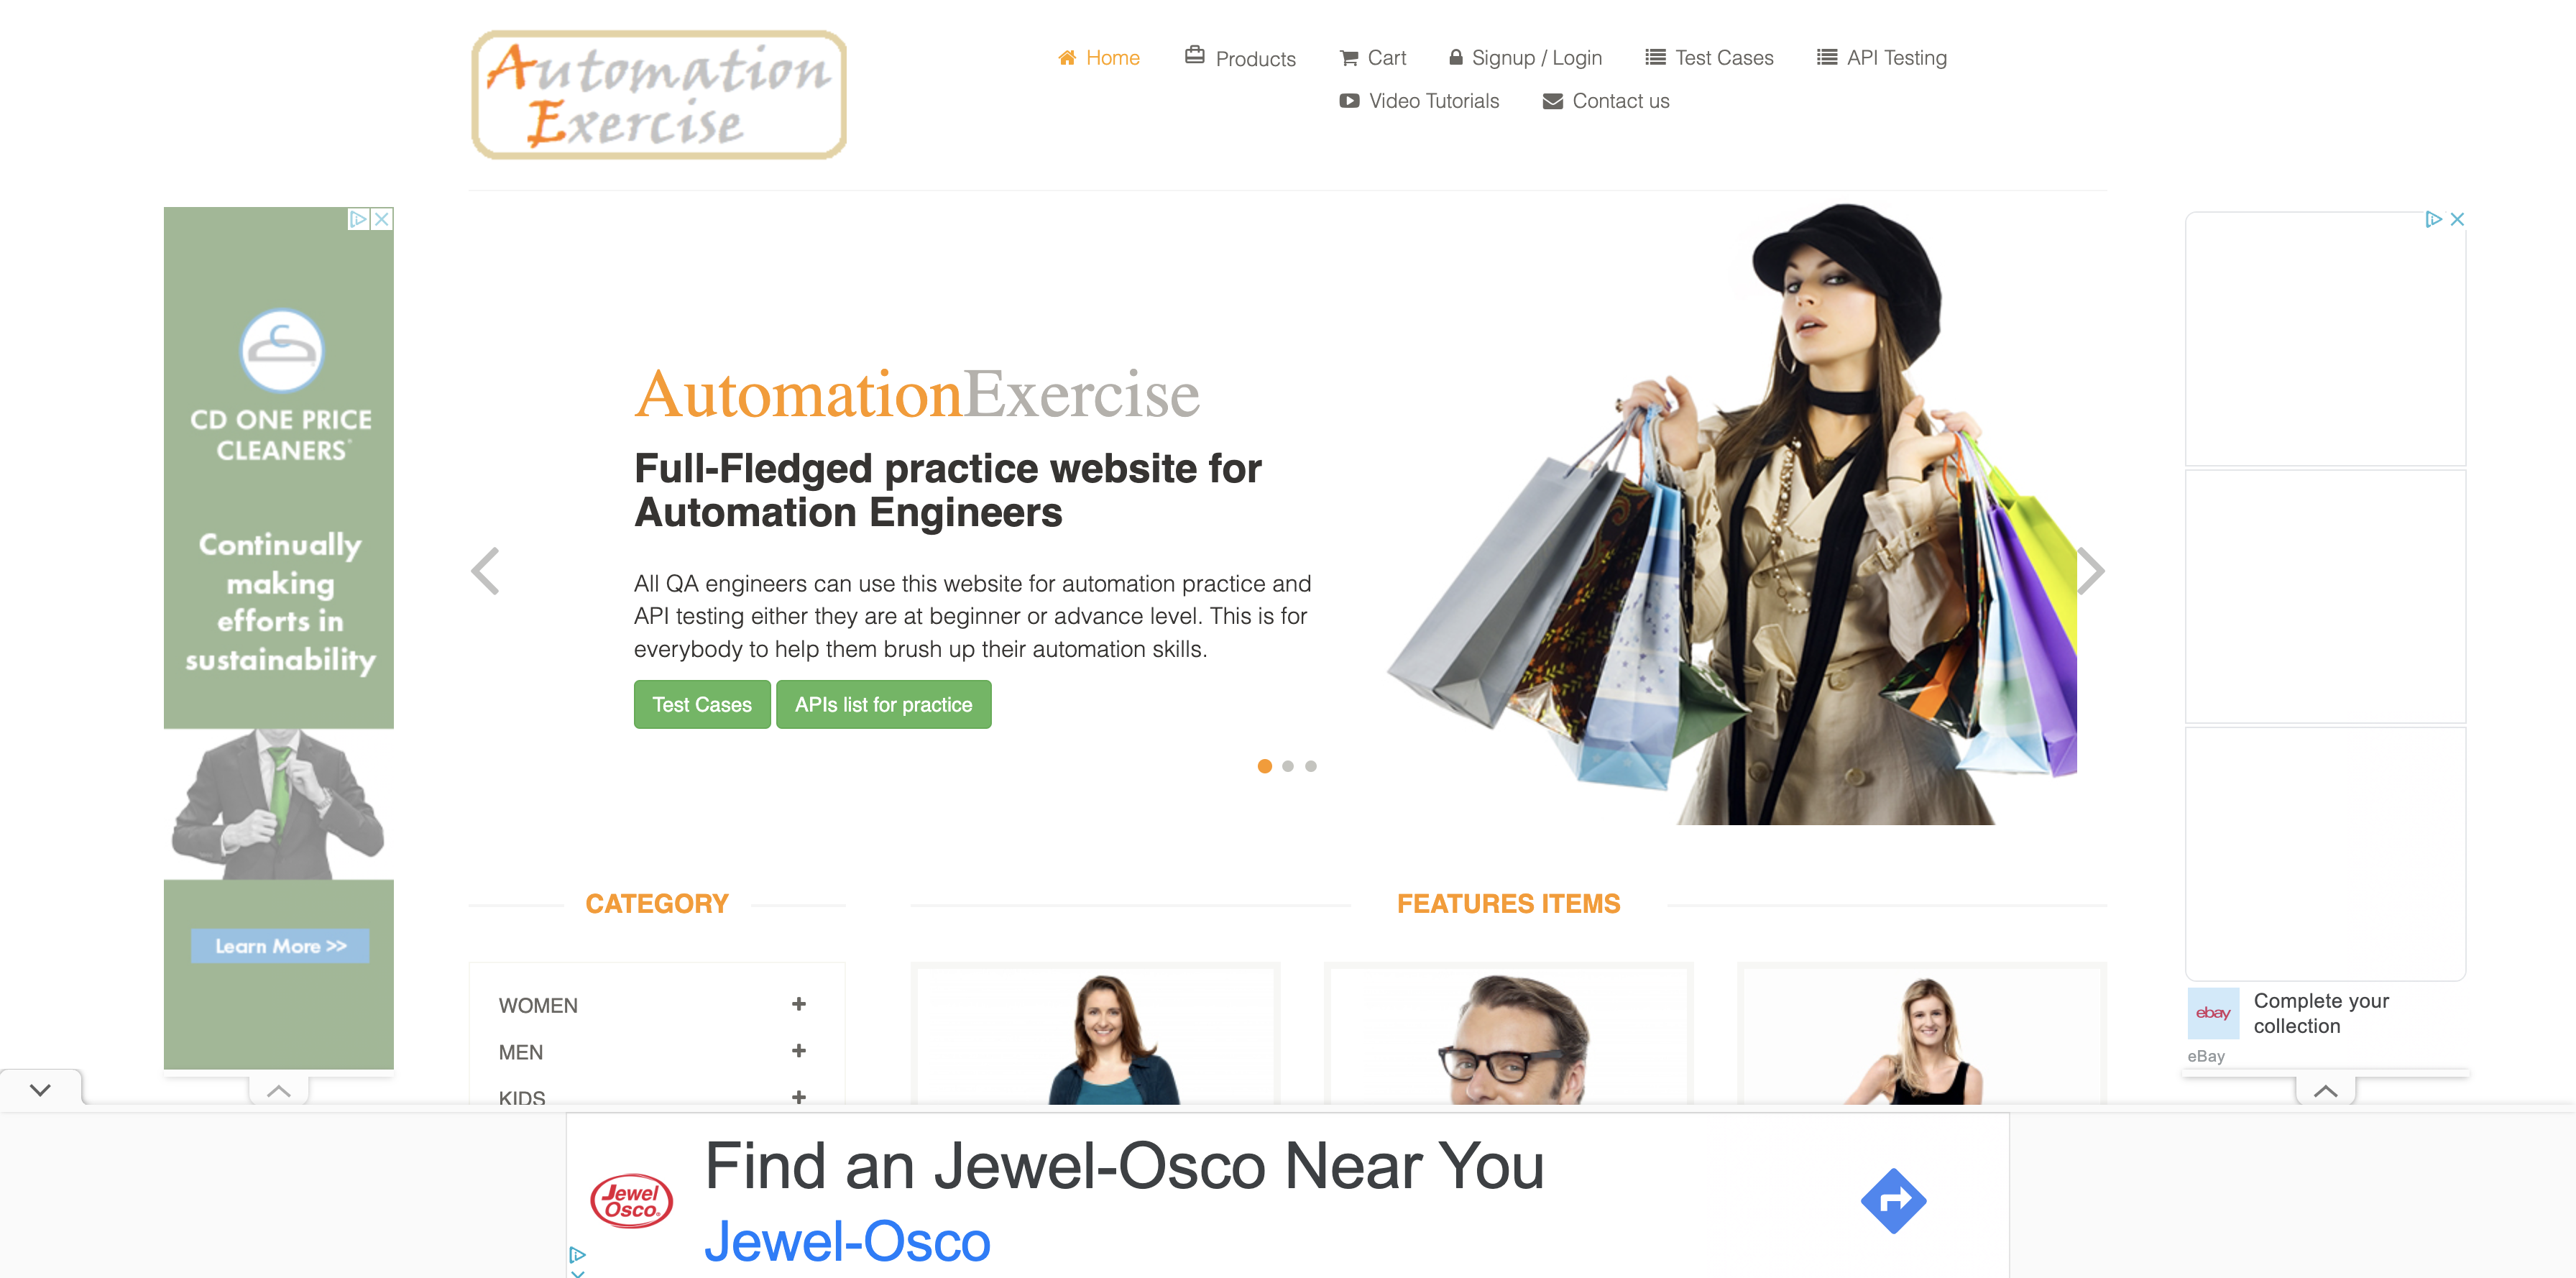 Automation
Exercise
Home
Products
Cart
Signup / Login
Test Cases
API Testing
Video Tutorials
Contact us
CD ONE PRICE
CLEANERS
Continually
making
efforts in
sustainability
Learn More >>
AutomationExercise
Full-Fledged practice website for
Automation Engineers
All QA engineers can use this website for automation practice and
API testing either they are at beginner or advance level. This is for
everybody to help them brush up their automation skills.
Test Cases
APIs list for practice
CATEGORY
WOMEN
MEN
KIDS
FEATURES ITEMS
ebay
Complete your
collection
eBay
Jewel
Osco
Find an Jewel-Osco Near You
Jewel-Osco